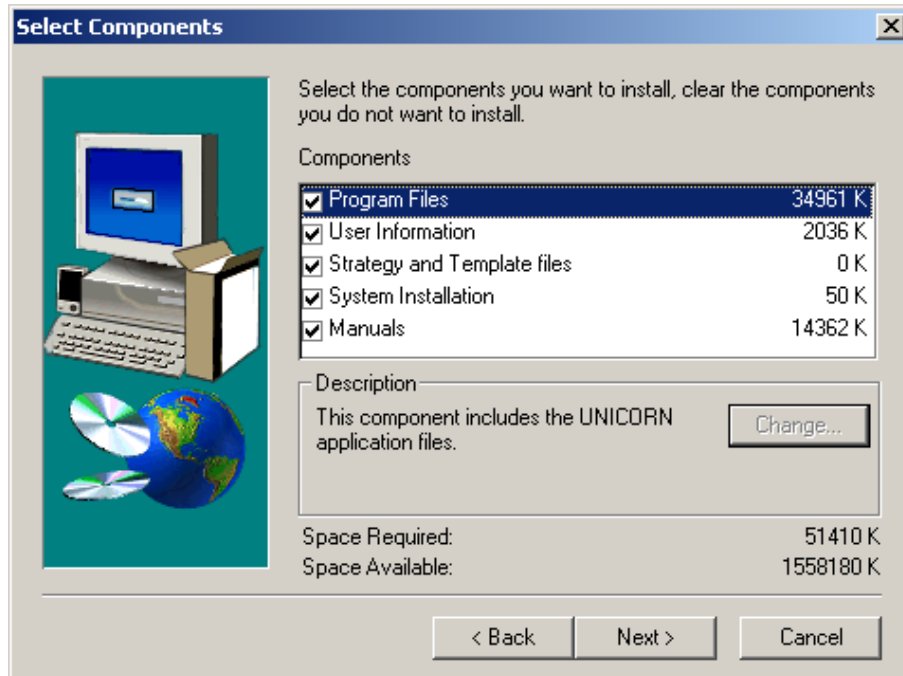 Select Components
Select the components you want to install, clear the components
you do not want to install.
Components
Program Files 34961 K
User Information 2036 K
Strategy and Template files 0 K
System Installation 50 K
Manuals 14362 K
Description
This component includes the UNICORN
application files.
Change...
Space Required: 51410 K
Space Available: 1558180 K
< Back Next > Cancel